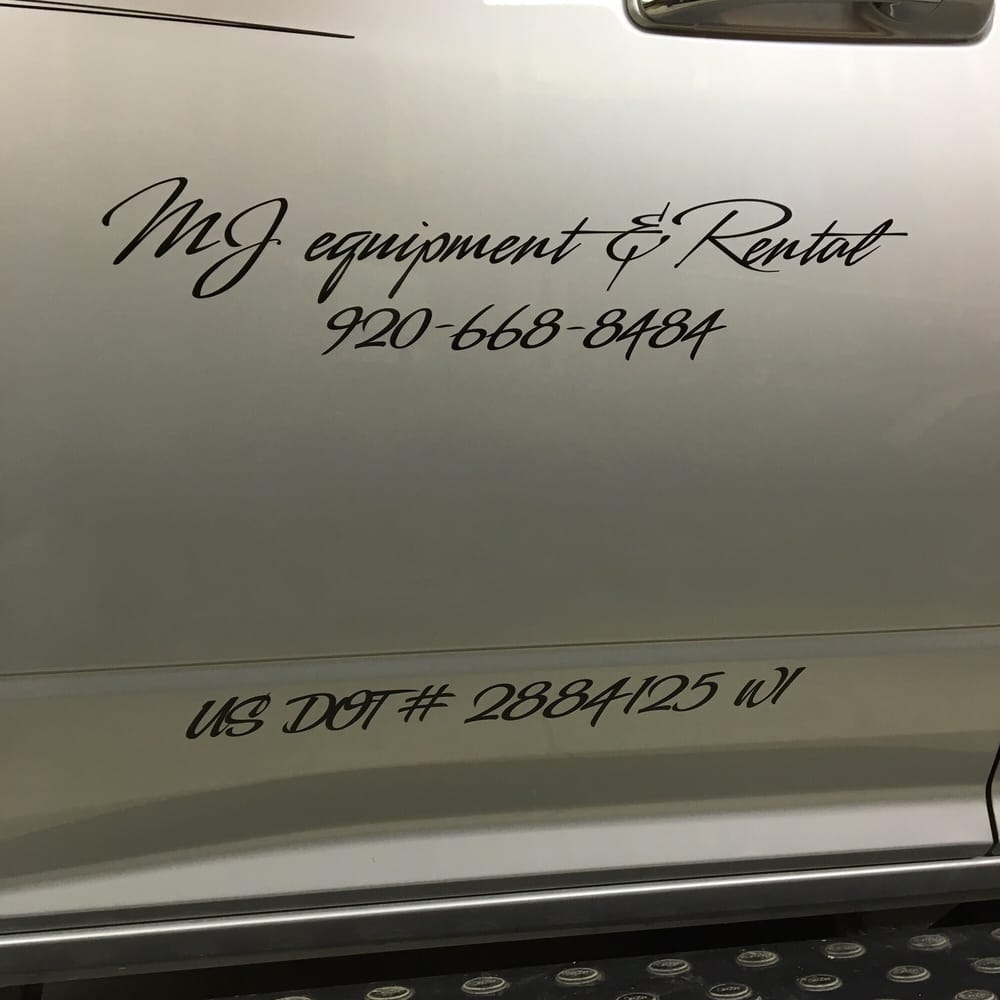 MJ equipment & Rental
920-668-8484
US DOT# 2884125 WI